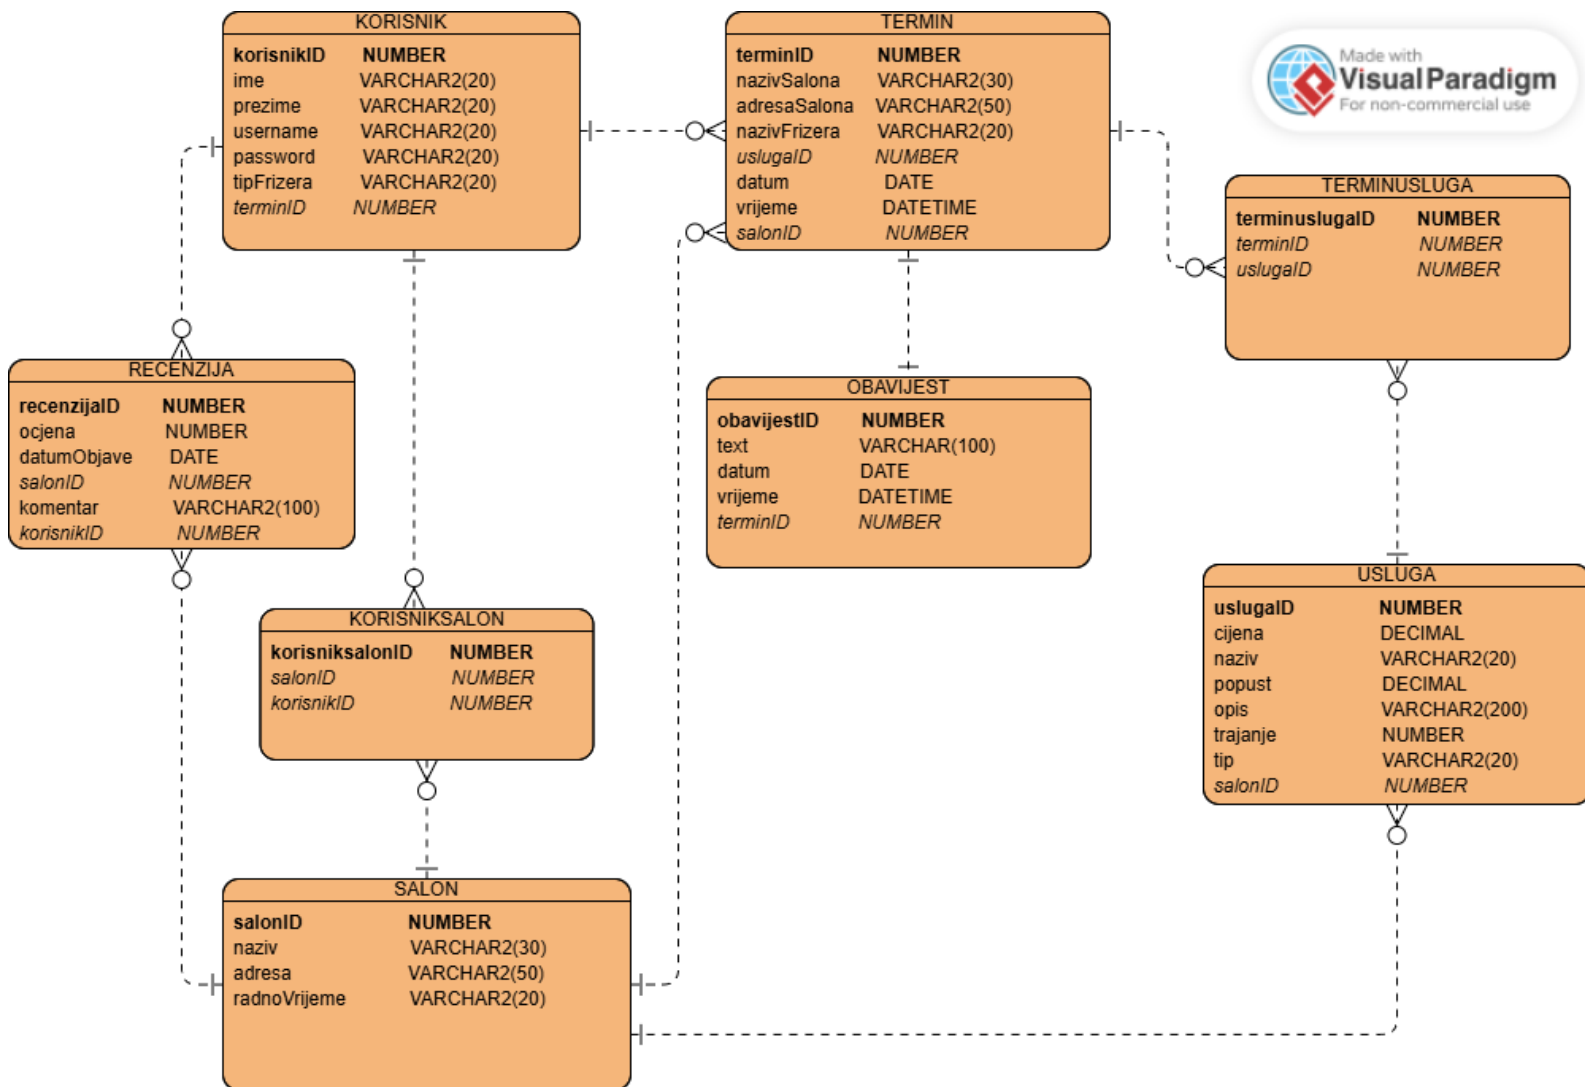 KORISNIK
korisnikID NUMBER
ime VARCHAR2(20)
prezime VARCHAR2(20)
username VARCHAR2(20)
password VARCHAR2(20)
tipFrizera VARCHAR2(20)
terminID NUMBER
TERMIN
terminID NUMBER
nazivSalona VARCHAR2(30)
adresaSalona VARCHAR2(50)
nazivFrizera VARCHAR2(20)
uslugaID NUMBER
datum DATE
vrijeme DATETIME
salonID NUMBER
Made with
Visual Paradigm
For non-commercial use
TERMINUSLUGA
terminuslugaID NUMBER
terminID NUMBER
uslugaID NUMBER
RECENZIJA
recenzijaID NUMBER
ocjena NUMBER
datumObjave DATE
salonID NUMBER
komentar VARCHAR2(100)
korisnikID NUMBER
OBAVIJEST
obavijestID NUMBER
text VARCHAR(100)
datum DATE
vrijeme DATETIME
terminID NUMBER
KORISNIKSALON
korisniksalonID NUMBER
salonID NUMBER
korisnikID NUMBER
USLUGA
uslugaID NUMBER
cijena DECIMAL
naziv VARCHAR2(20)
popust DECIMAL
opis VARCHAR2(200)
trajanje NUMBER
tip VARCHAR2(20)
salonID NUMBER
SALON
salonID NUMBER
naziv VARCHAR2(30)
adresa VARCHAR2(50)
radnoVrijeme VARCHAR2(20)